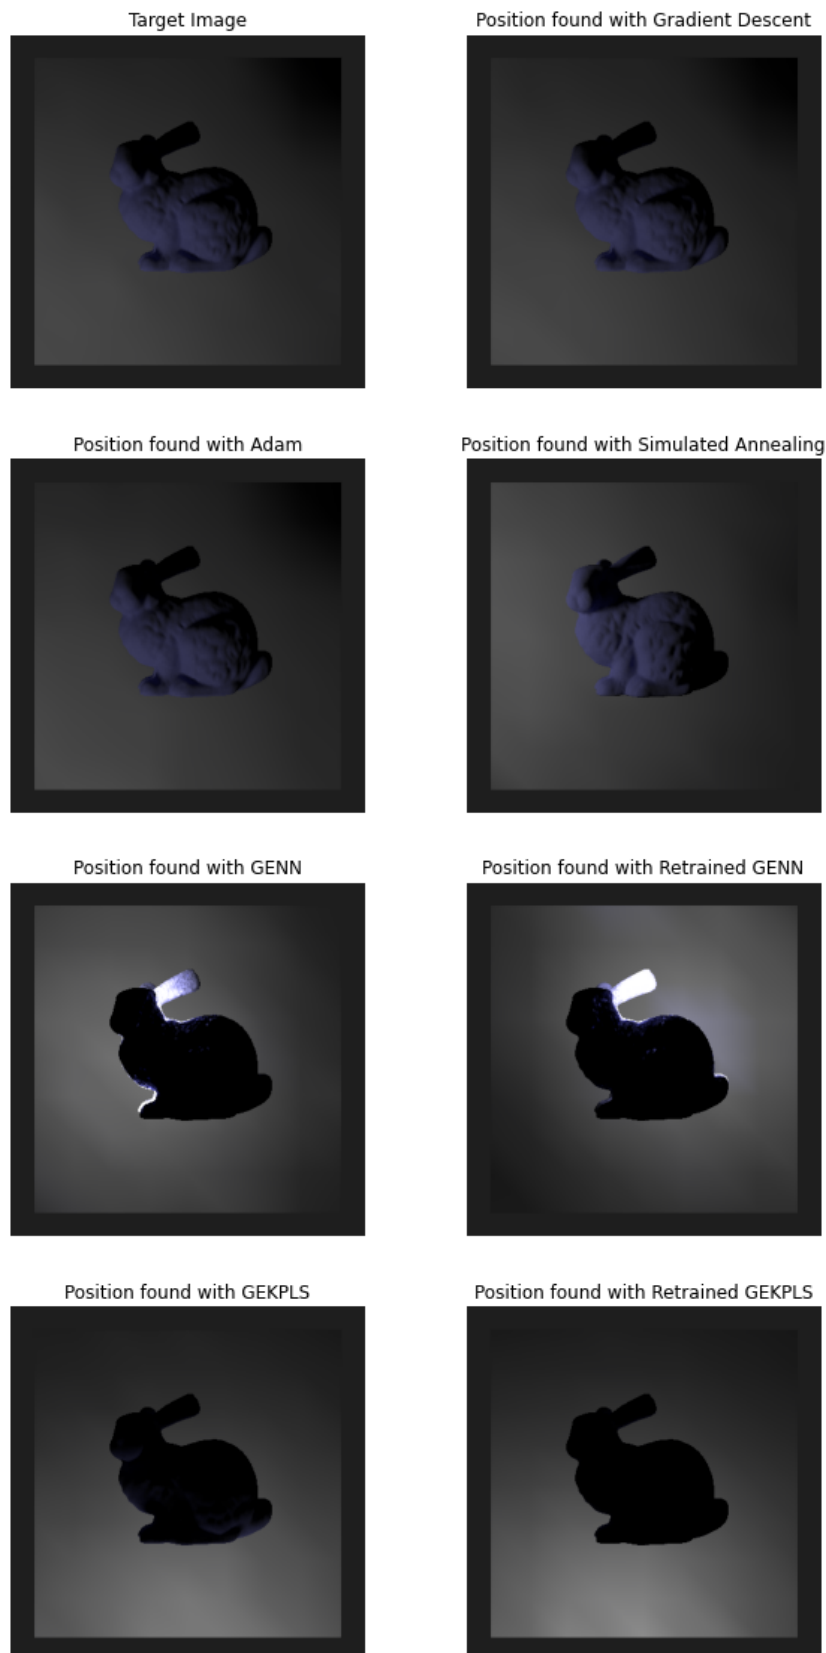 Target Image
Position found with Gradient Descent
Position found with Adam
Position found with Simulated Annealing
Position found with GENN
Position found with Retrained GENN
Position found with GEKPLS
Position found with Retrained GEKPLS